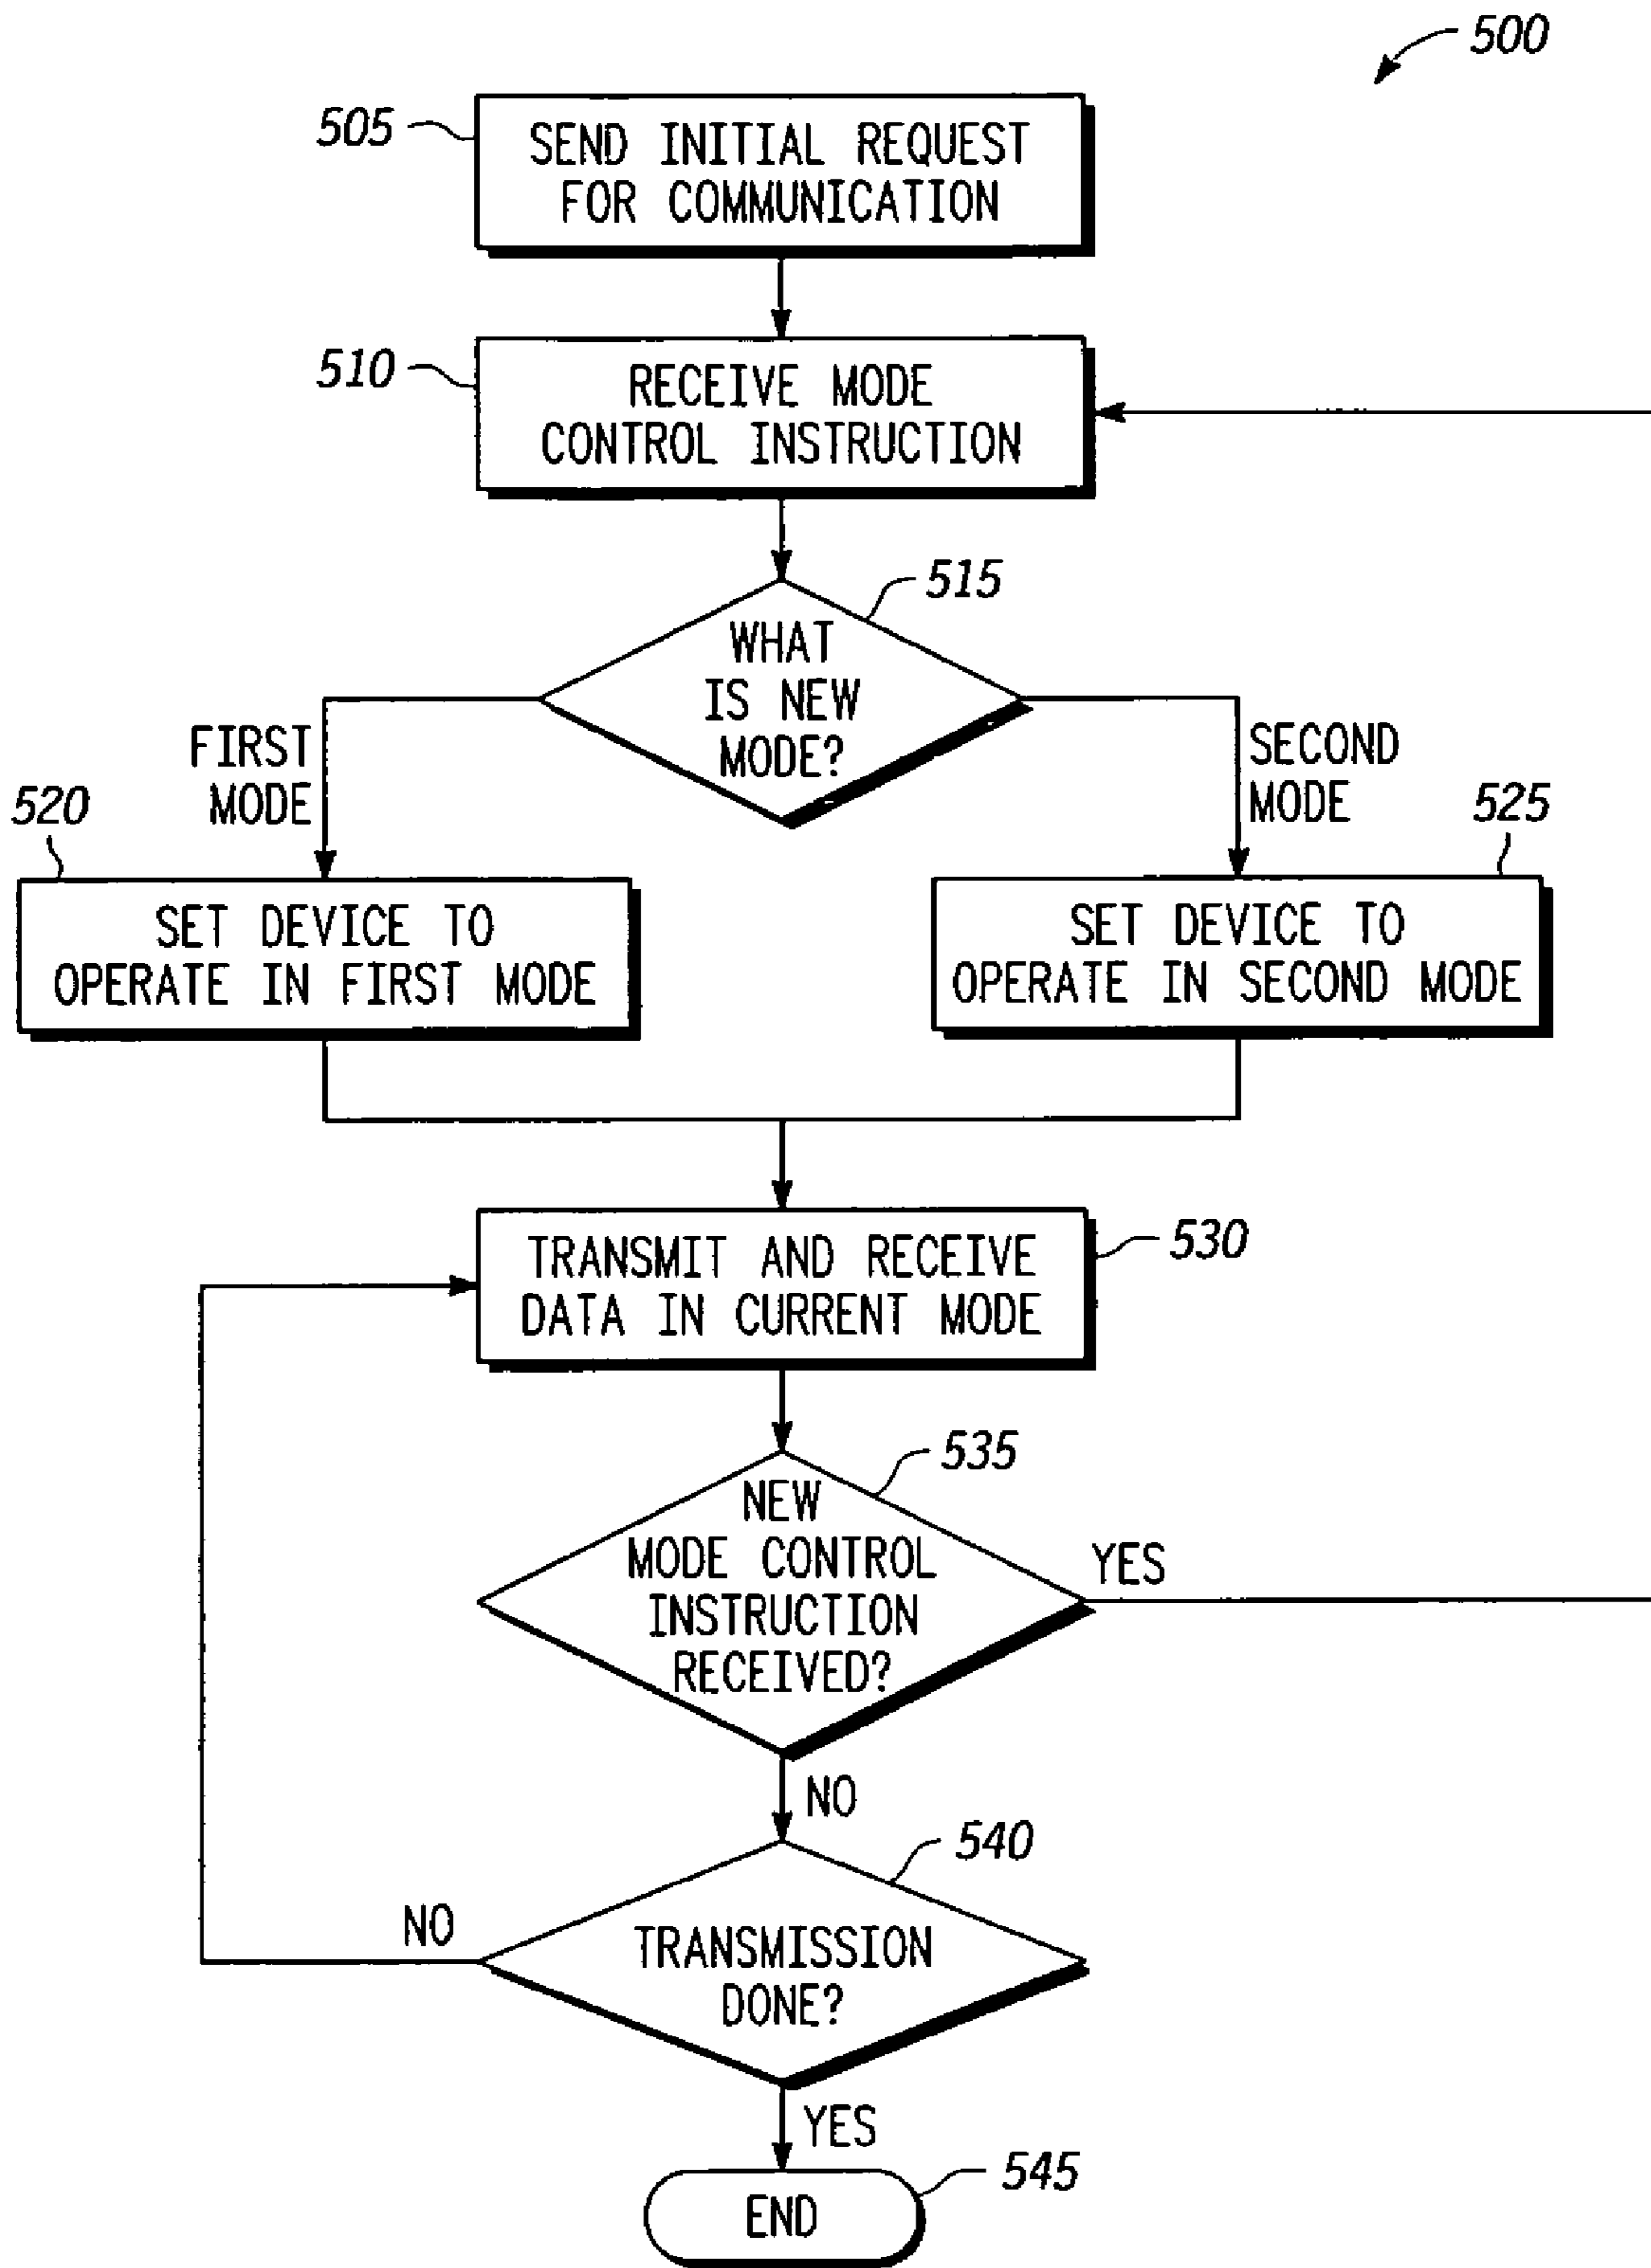 500
505
SEND INITIAL REQUEST
FOR COMMUNICATION
510
RECEIVE MODE
CONTROL INSTRUCTION
515
WHAT
IS NEW
MODE?
FIRST
MODE
SECOND
MODE
520
SET DEVICE TO
OPERATE IN FIRST MODE
525
SET DEVICE TO
OPERATE IN SECOND MODE
530
TRANSMIT AND RECEIVE
DATA IN CURRENT MODE
535
NEW
MODE CONTROL
INSTRUCTION
RECEIVED?
YES
NO
540
TRANSMISSION
DONE?
NO
YES
545
END